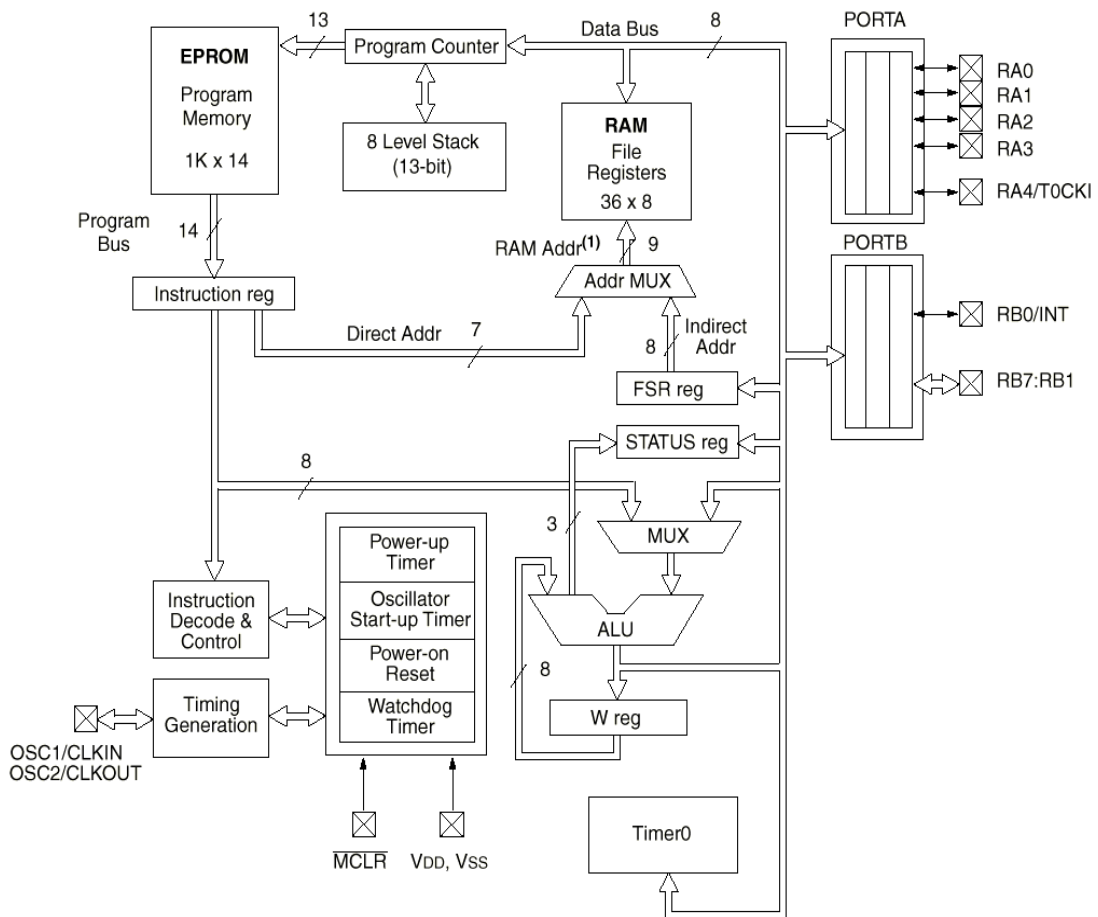 EPROM
Program
Memory
1K x 14
13
Program Counter
8 Level Stack
(13-bit)
Data Bus
8
RAM
File
Registers
36 x 8
PORTA
RA0
RA1
RA2
RA3
RA4/T0CKI
Program
Bus
14
Instruction reg
RAM Addr(1)
9
Addr MUX
Direct Addr
7
8
Indirect
Addr
FSR reg
PORTB
RB0/INT
RB7:RB1
STATUS reg
8
3
MUX
ALU
8
W reg
Power-up
Timer
Oscillator
Start-up Timer
Power-on
Reset
Watchdog
Timer
Instruction
Decode &
Control
Timing
Generation
OSC1/CLKIN
OSC2/CLKOUT
MCLR
VDD, VSS
Timer0